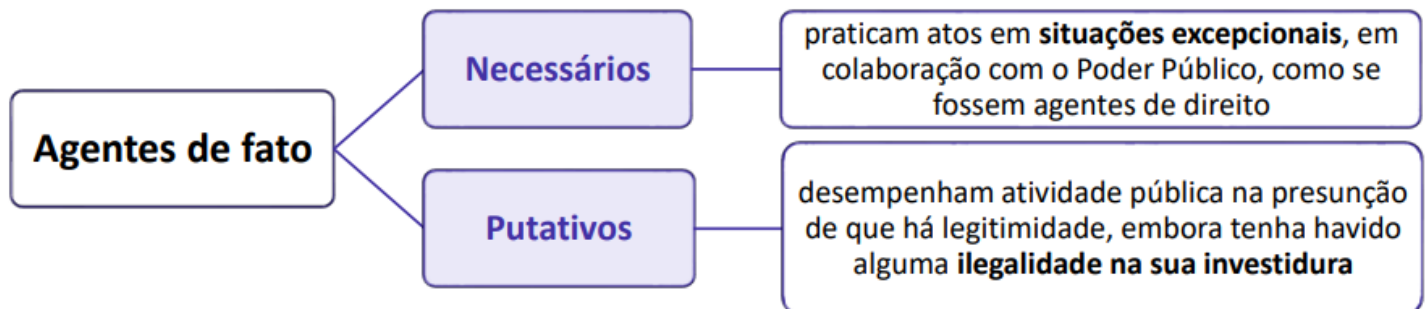 Agentes de fato
Necessários
praticam atos em situações excepcionais, em
colaboração com o Poder Público, como se
fossem agentes de direito
Putativos
desempenham atividade pública na presunção
de que há legitimidade, embora tenha havido
alguma ilegalidade na sua investidura